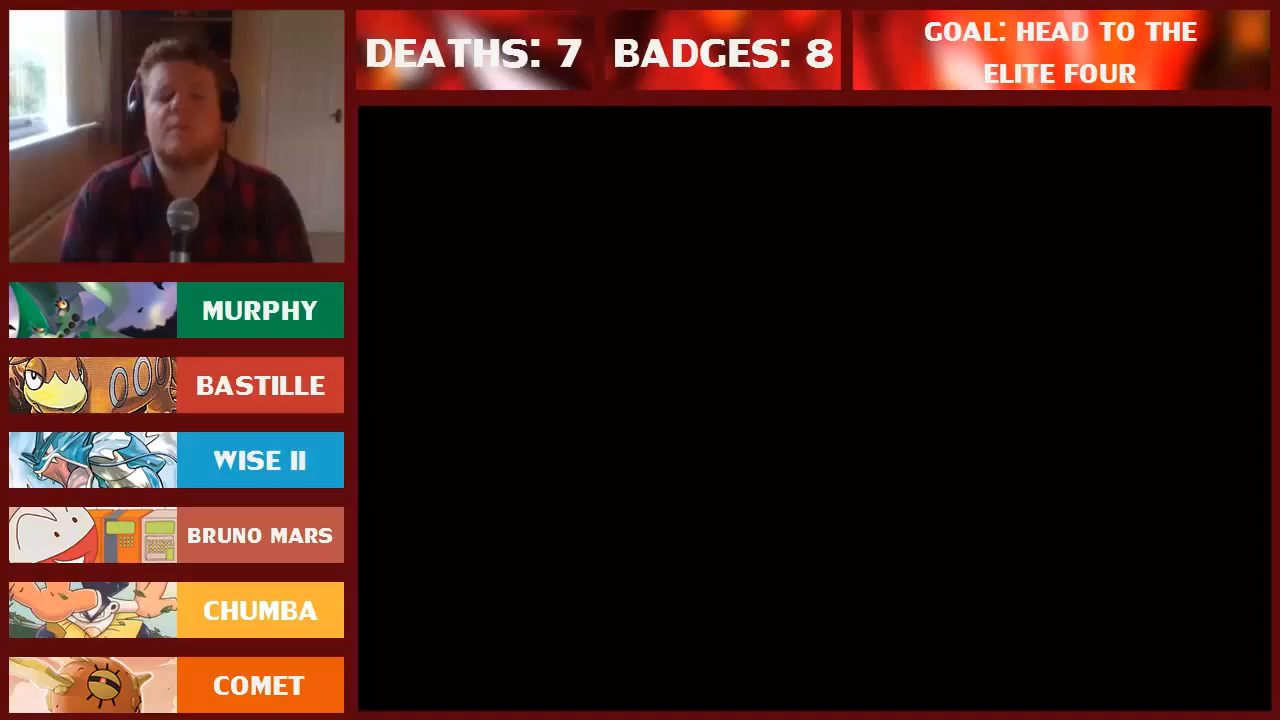 DEATHS: 7
BADGES: 8
GOAL: HEAD TO THE
ELITE FOUR
MURPHY
BASTILLE
WISE II
BRUNO MARS
CHUMBA
COMET